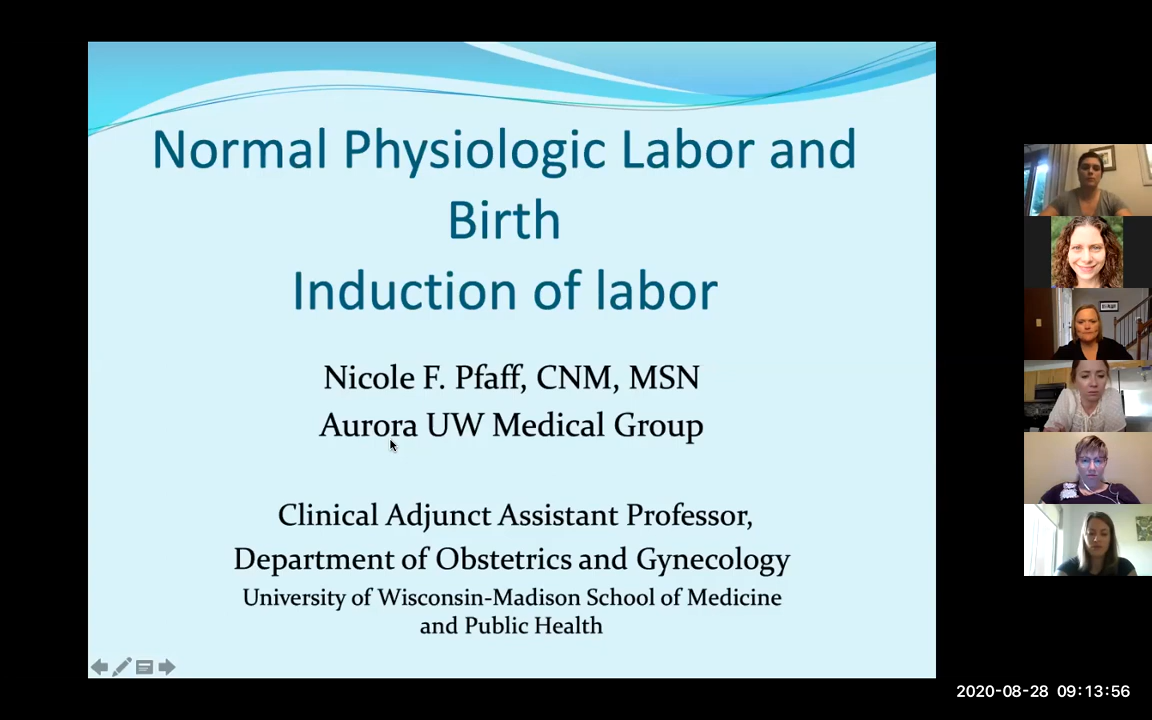 Normal Physiologic Labor and
Birth
Induction of labor
Nicole F. Pfaff, CNM, MSN
Aurora UW Medical Group
Clinical Adjunct Assistant Professor,
Department of Obstetrics and Gynecology
University of Wisconsin-Madison School of Medicine
and Public Health
2020-08-28 09:13:56